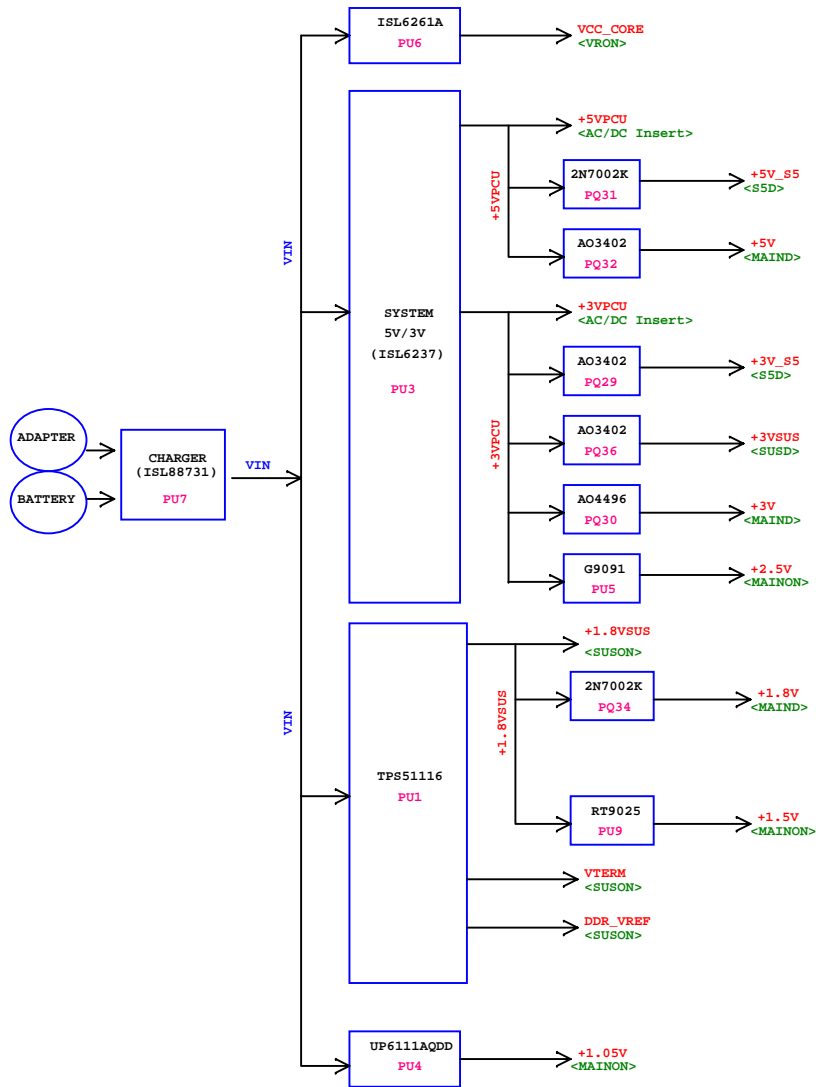 ISL6261A
PU6
VCC_CORE
<VRON>
VIN
SYSTEM
5V/3V
(ISL6237)
PU3
+5VPCU
<AC/DC Insert>
+5VPCU
2N7002K
PQ31
+5V_S5
<S5D>
AO3402
PQ32
+5V
<MAIND>
+3VPCU
<AC/DC Insert>
+3VPCU
AO3402
PQ29
+3V_S5
<S5D>
AO3402
PQ36
+3VSUS
<SUSD>
AO4496
PQ30
+3V
<MAIND>
G9091
PU5
+2.5V
<MAINON>
ADAPTER
BATTERY
CHARGER
(ISL88731)
PU7
VIN
VIN
TPS51116
PU1
+1.8VSUS
<SUSON>
+1.8VSUS
2N7002K
PQ34
+1.8V
<MAIND>
RT9025
PU9
+1.5V
<MAINON>
VTERM
<SUSON>
DDR_VREF
<SUSON>
UP6111AQDD
PU4
+1.05V
<MAINON>